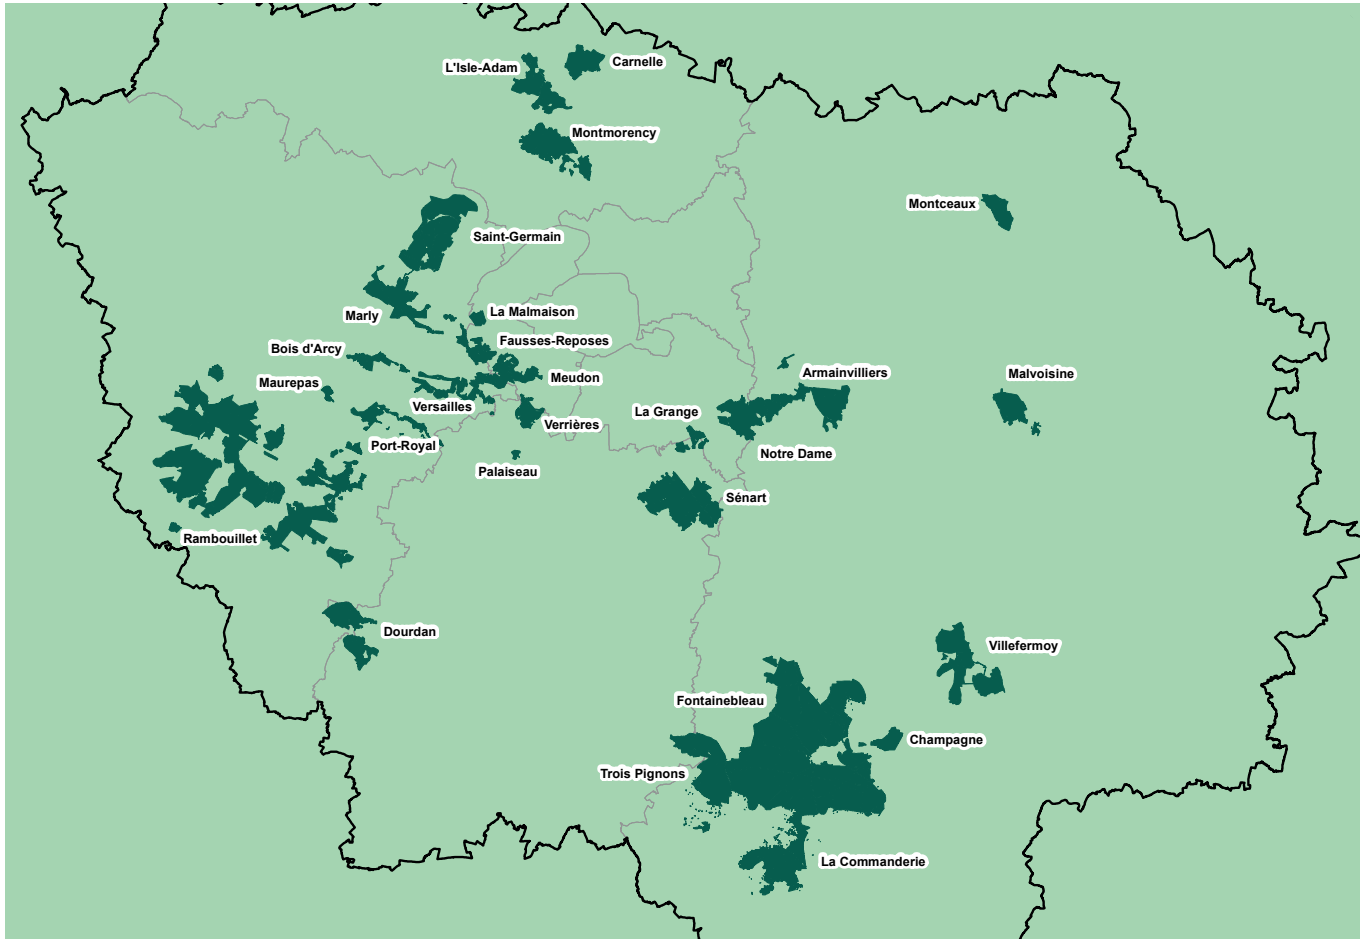 L'Isle-Adam
Carnelle
Montmorency
Montceaux
Saint-Germain
La Malmaison
Marly
Fausses-Reposes
Bois d'Arcy
Armainvilliers
Malvoisine
Meudon
Maurepas
Versailles
La Grange
Verrières
Port-Royal
Notre Dame
Palaiseau
Sénart
Rambouillet
Dourdan
Villefermoy
Fontainebleau
Champagne
Trois Pignons
La Commanderie